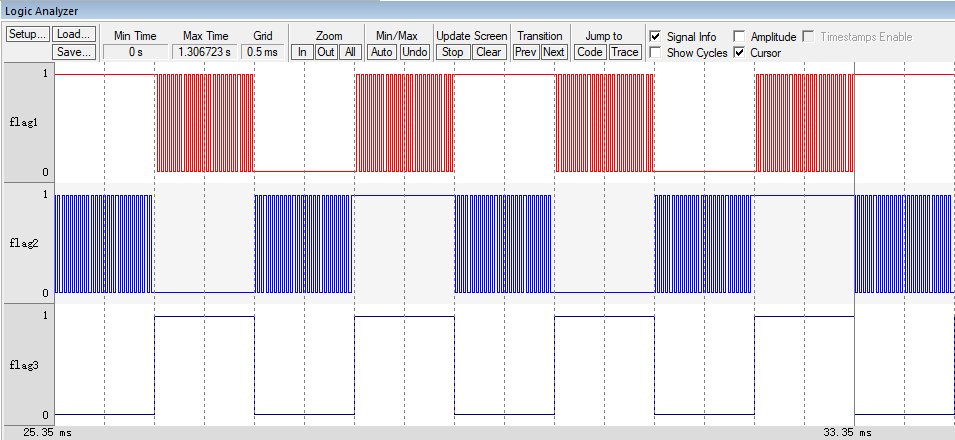 Logic Analyzer
Setup... Load... Min Time Max Time Grid Zoom Min/Max Update Screen Transition Jump to Signal Info Amplitude Timestamps Enable
Save... 0 s 1.306723 s 0.5 ms In Out All Auto Undo Stop Clear Prev Next Code Trace Show Cycles Cursor
1
flag1
0
1
flag2
0
1
flag3
0
25.35 ms 33.35 ms